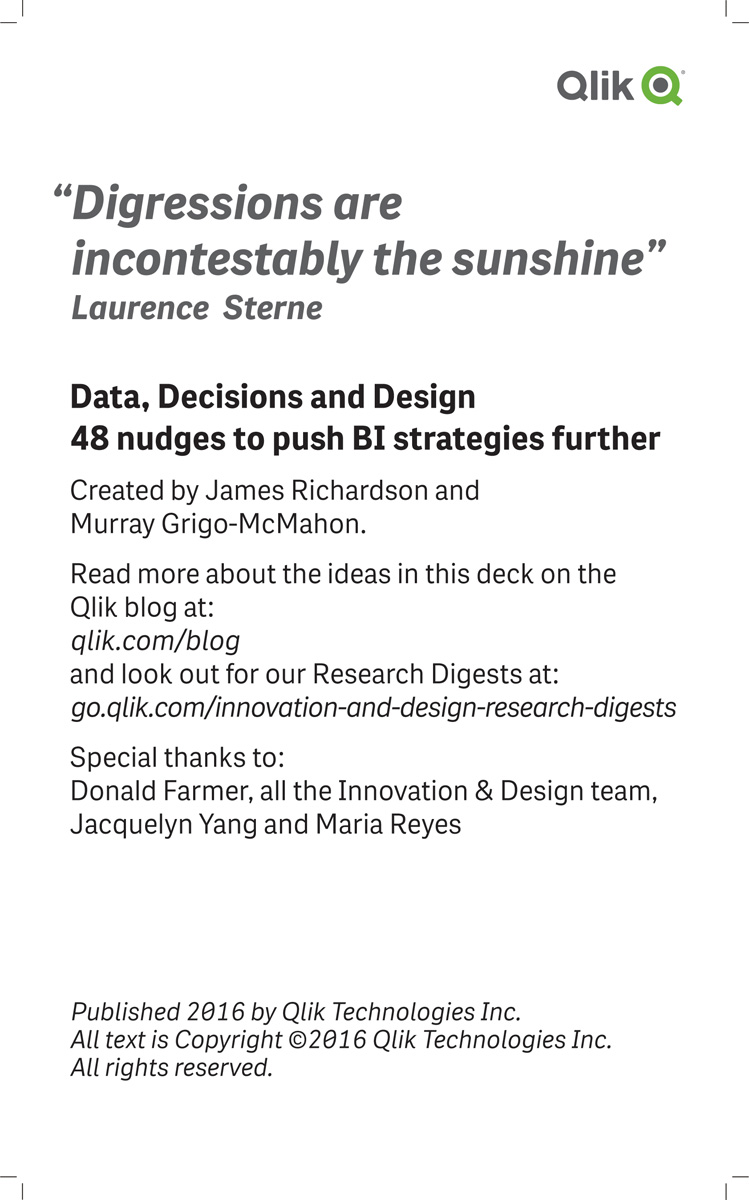 Qlik
“Digressions are
incontestably the sunshine”
Laurence Sterne
Data, Decisions and Design
48 nudges to push BI strategies further
Created by James Richardson and
Murray Grigo-McMahon.
Read more about the ideas in this deck on the
Qlik blog at:
qlik.com/blog
and look out for our Research Digests at:
go.qlik.com/innovation-and-design-research-digests
Special thanks to:
Donald Farmer, all the Innovation & Design team,
Jacquelyn Yang and Maria Reyes
Published 2016 by Qlik Technologies Inc.
All text is Copyright ©2016 Qlik Technologies Inc.
All rights reserved.